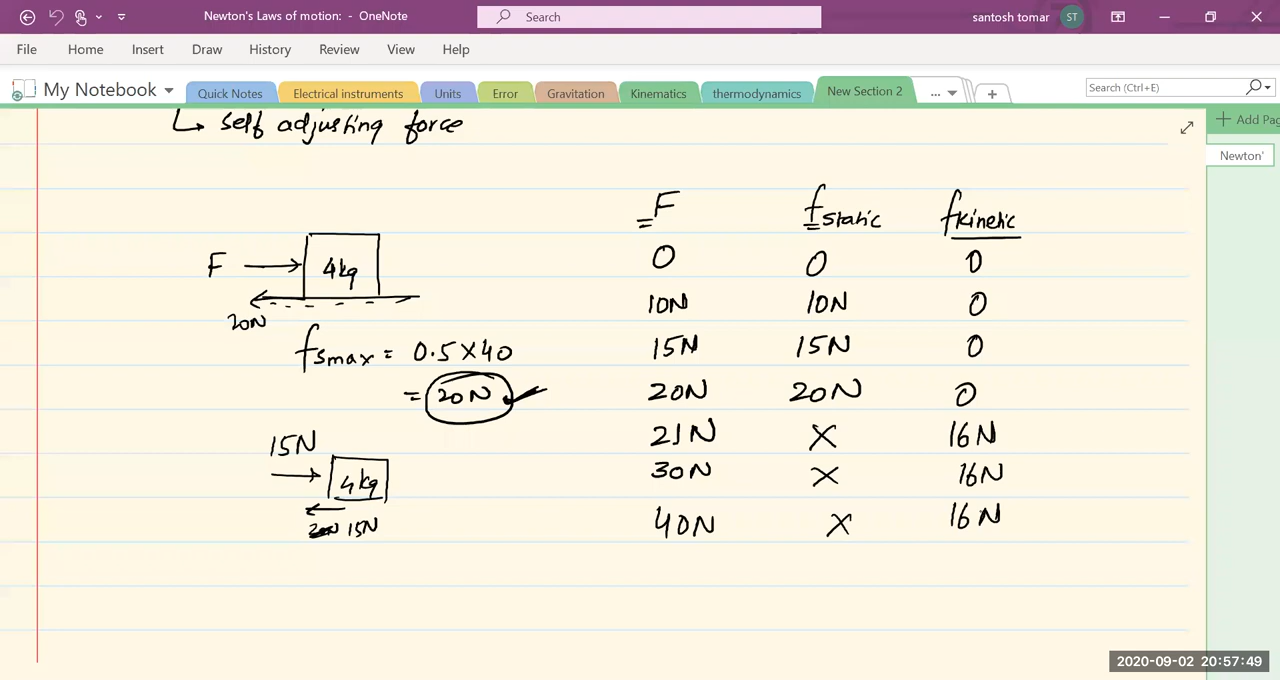 Newton's Laws of motion: - OneNote
Search
santosh tomar
ST
File Home Insert Draw History Review View Help
My Notebook
Quick Notes
Electrical instruments
Units
Error
Gravitation
Kinematics
thermodynamics
New Section 2
...
Search (Ctrl+E)
Add Pag
Newton'
↳ Self adjusting force
F → 4kg
20N
fsmax = 0.5×40
= 20N
15N
4kg
20N 15N
F fstatic fkinetic
0 0 0
10N 10N 0
15N 15N 0
20N 20N 0
21N X 16N
30N X 16N
40N X 16N
2020-09-02 20:57:49